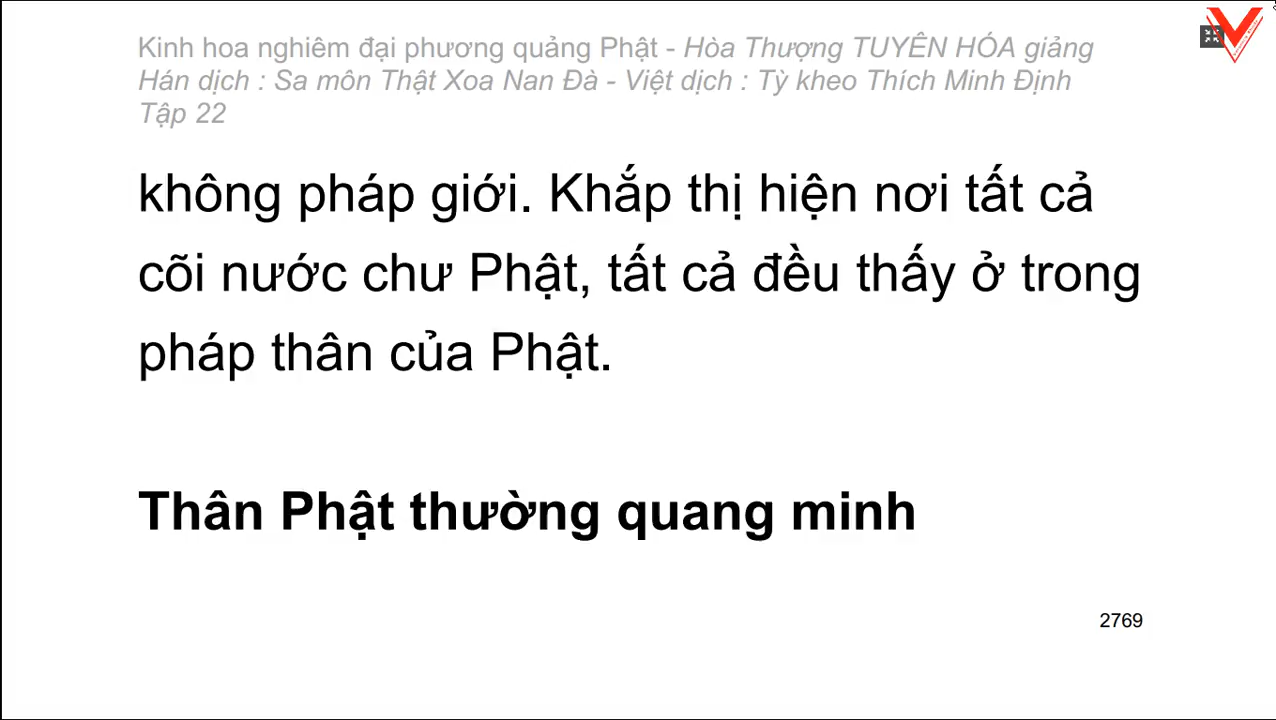 Kinh hoa nghiêm đại phương quảng Phật - Hòa Thượng TUYÊN HÓA giảng
Hán dịch : Sa môn Thật Xoa Nan Đà - Việt dịch : Tỳ kheo Thích Minh Định
Tập 22
không pháp giới. Khắp thị hiện nơi tất cả
cõi nước chư Phật, tất cả đều thấy ở trong
pháp thân của Phật.
Thân Phật thường quang minh
2769